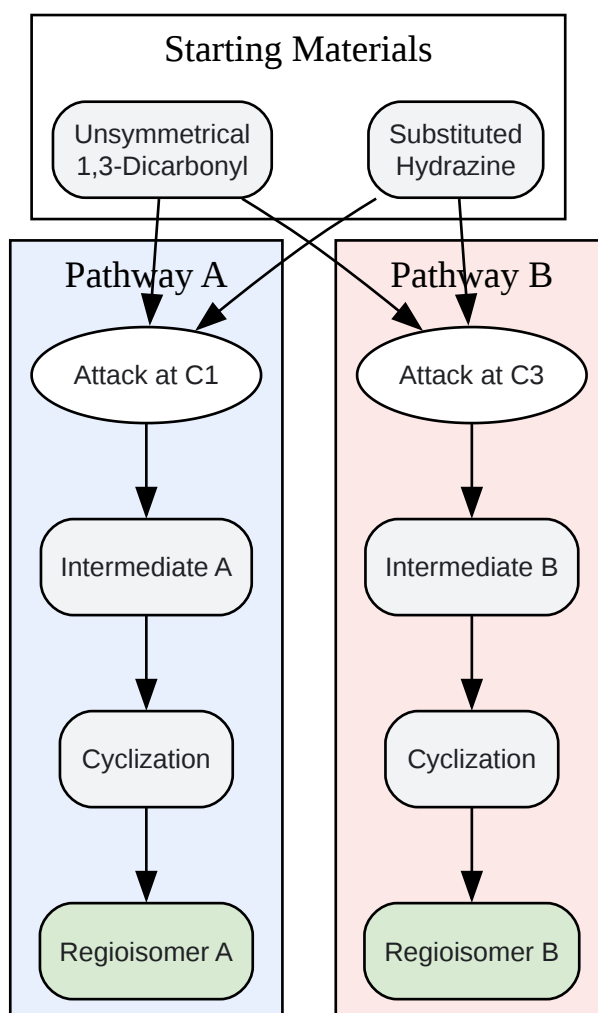 Starting Materials
Unsymmetrical
1,3-Dicarbonyl
Substituted
Hydrazine
Pathway A
Pathway B
Attack at C1
Attack at C3
Intermediate A
Intermediate B
Cyclization
Cyclization
Regioisomer A
Regioisomer B